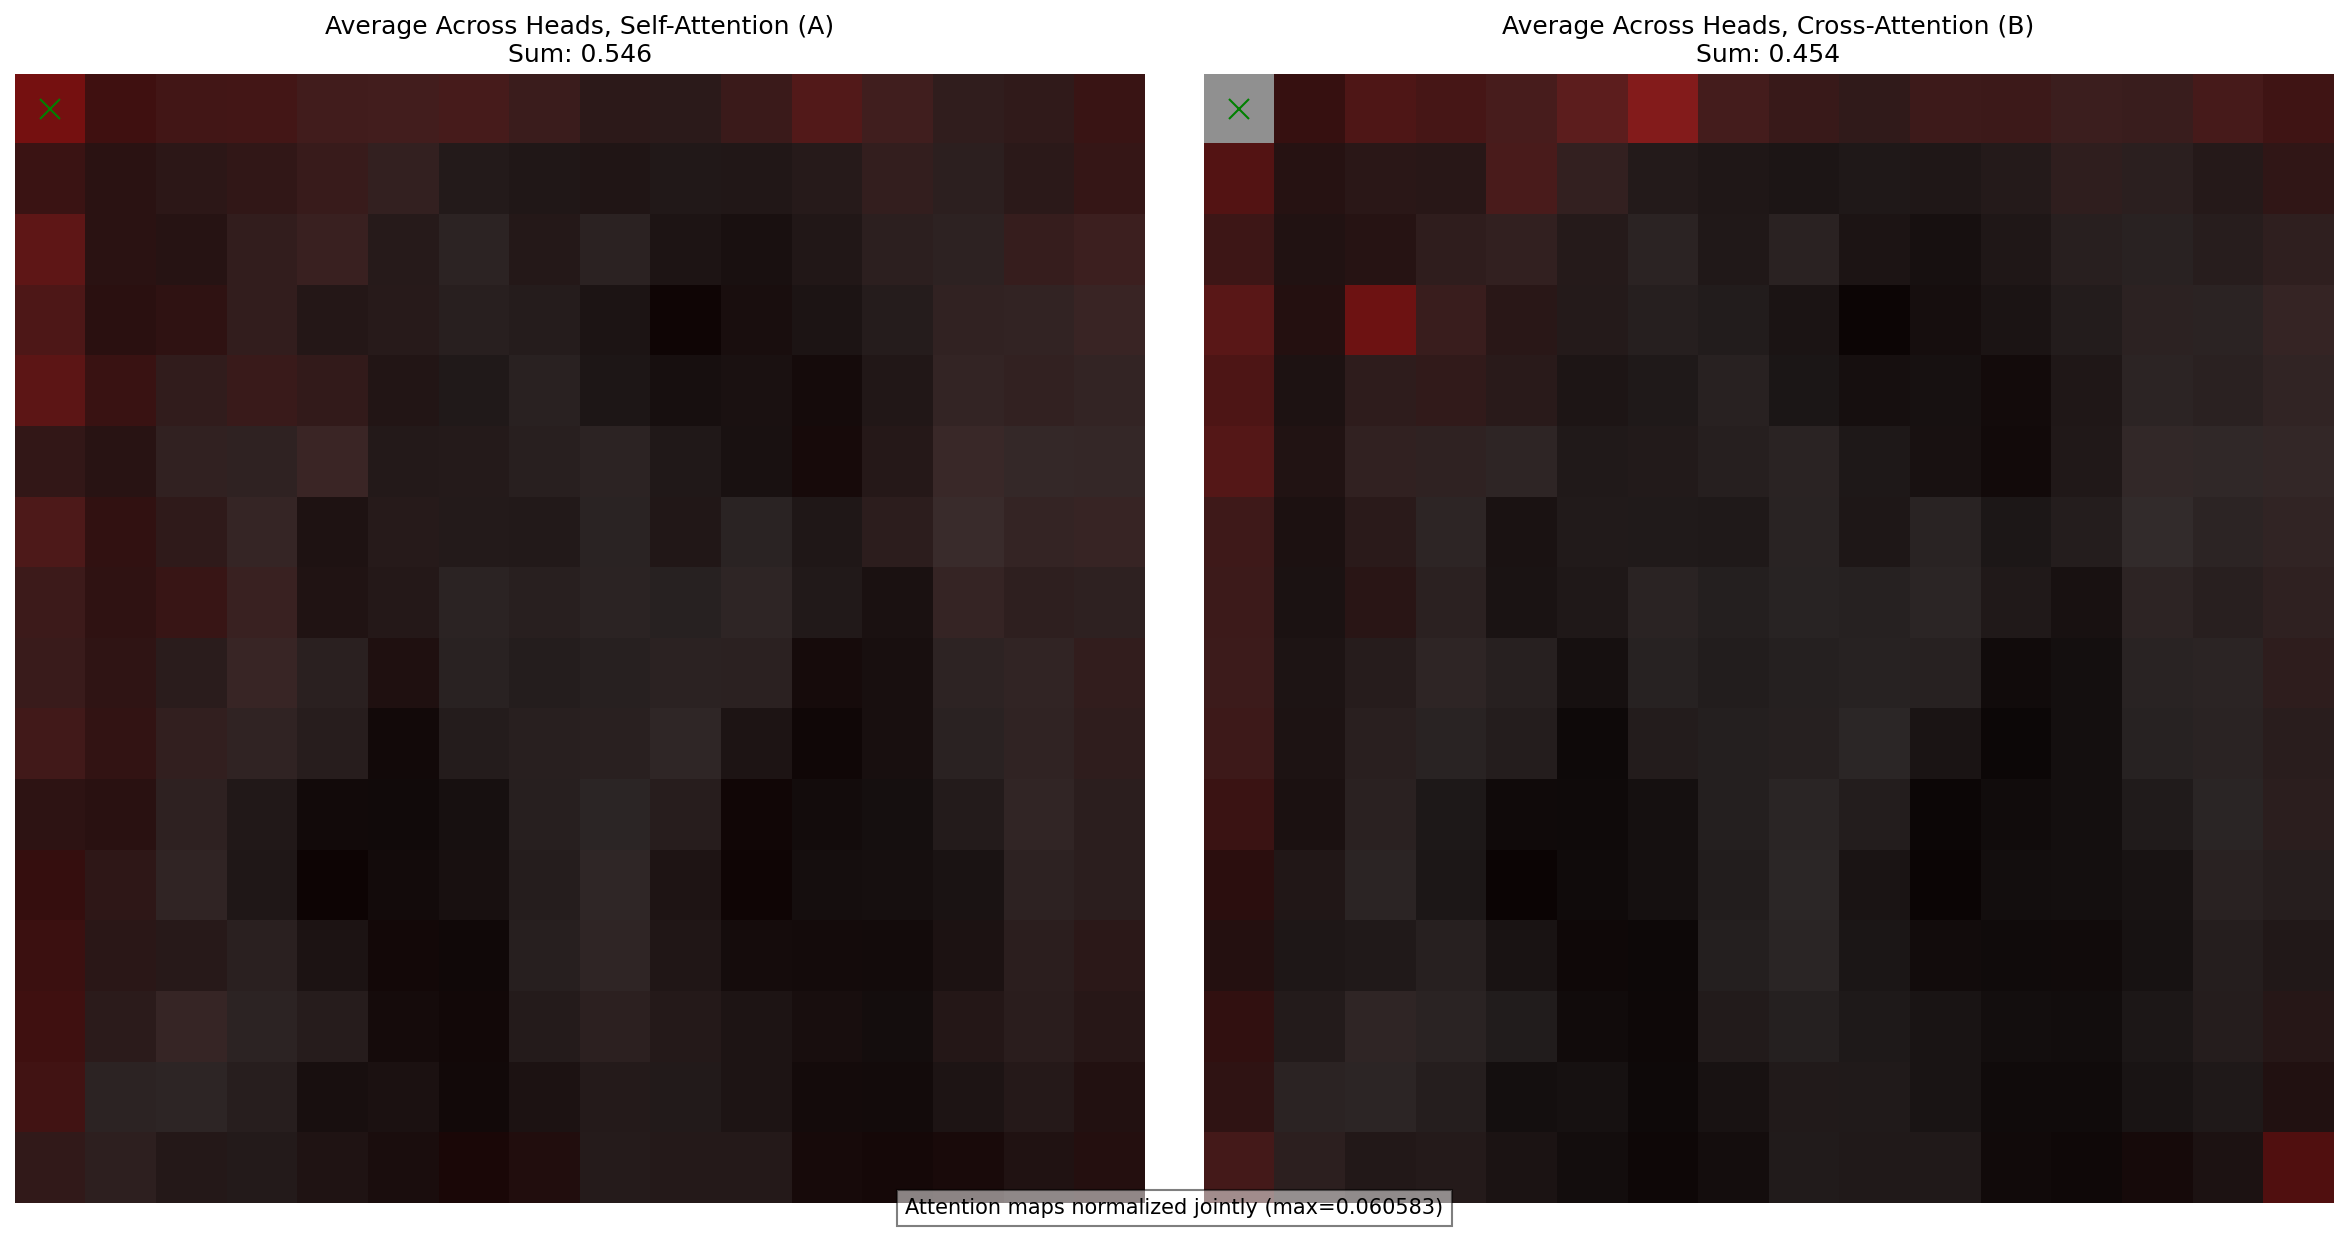 Average Across Heads, Self-Attention (A)
Sum: 0.546
Average Across Heads, Cross-Attention (B)
Sum: 0.454
Attention maps normalized jointly (max=0.060583)